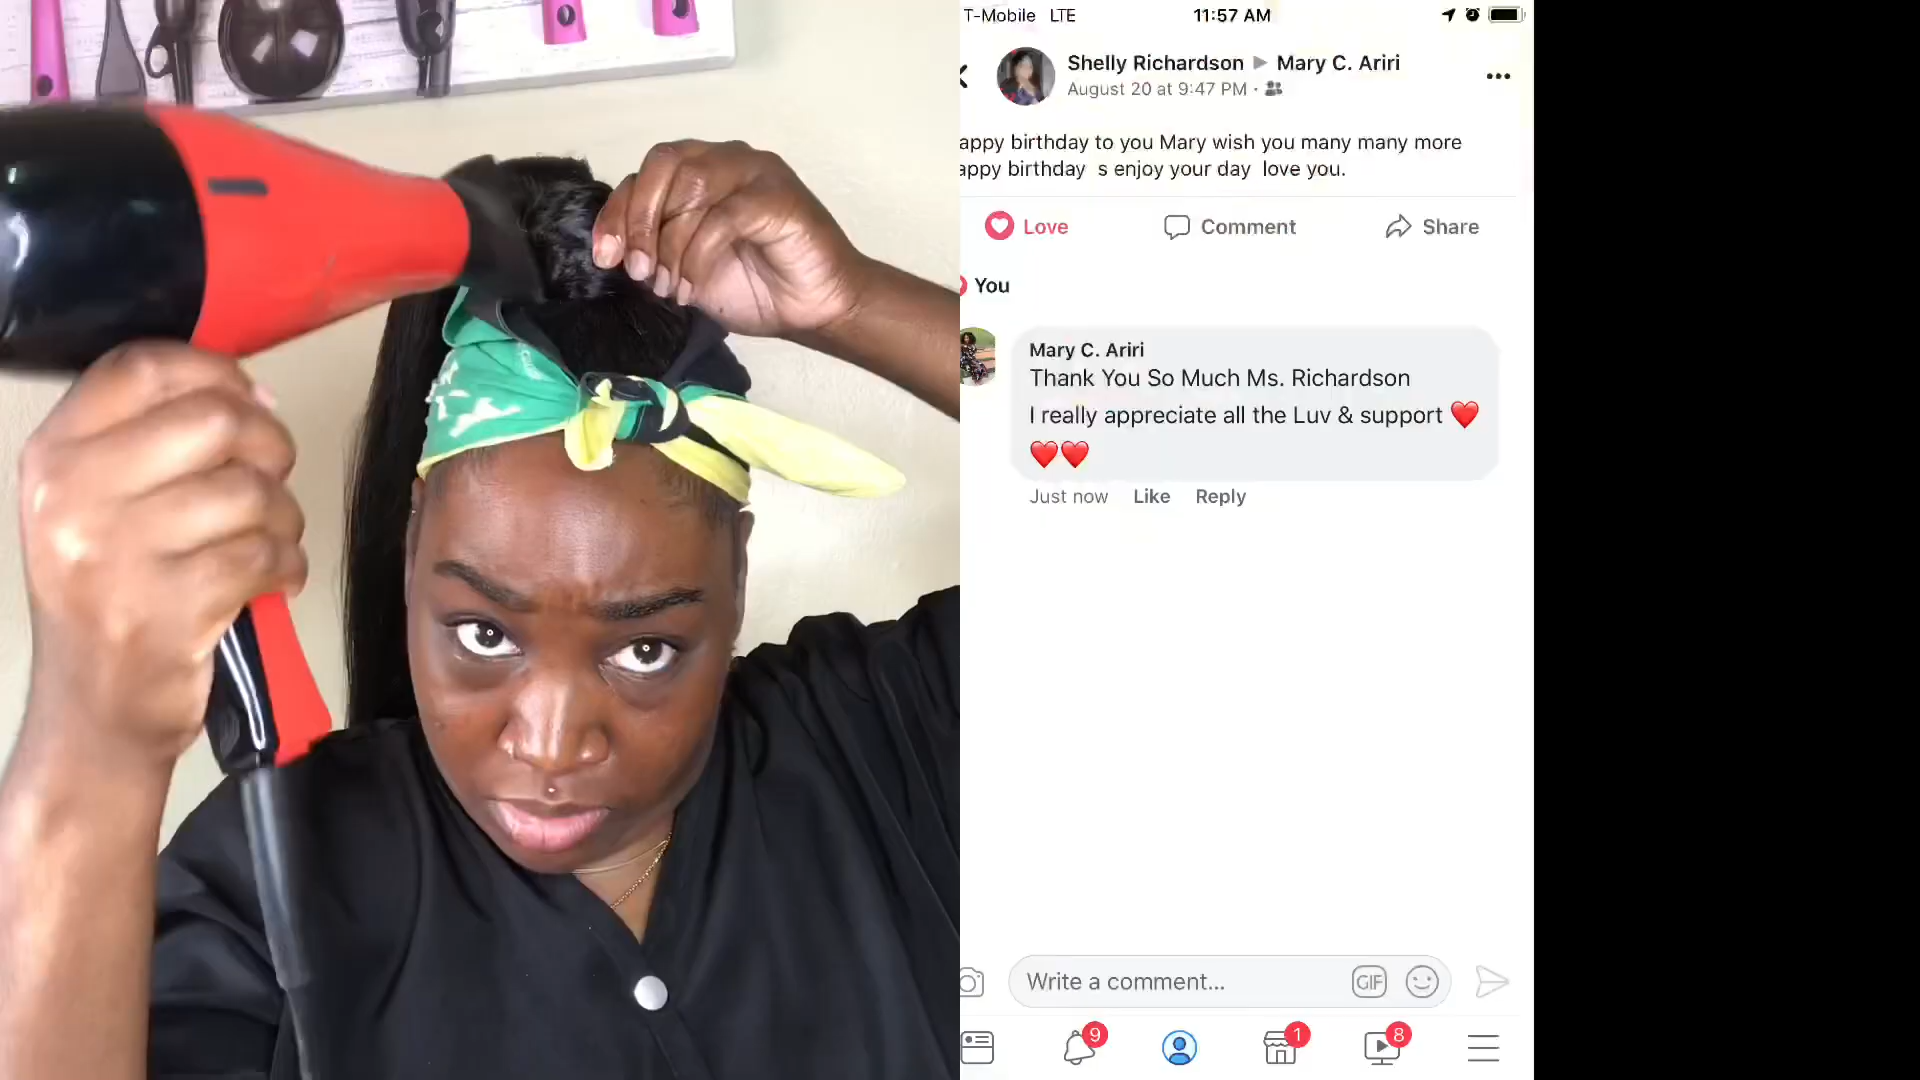 T-Mobile LTE 11:57 AM
Shelly Richardson ▶ Mary C. Ariri
August 20 at 9:47 PM ·
appy birthday to you Mary wish you many many more
appy birthday s enjoy your day love you.
Love Comment Share
You
Mary C. Ariri
Thank You So Much Ms. Richardson
I really appreciate all the Luv & support ❤️
❤️❤️
Just now Like Reply
Write a comment... GIF
9 1 8